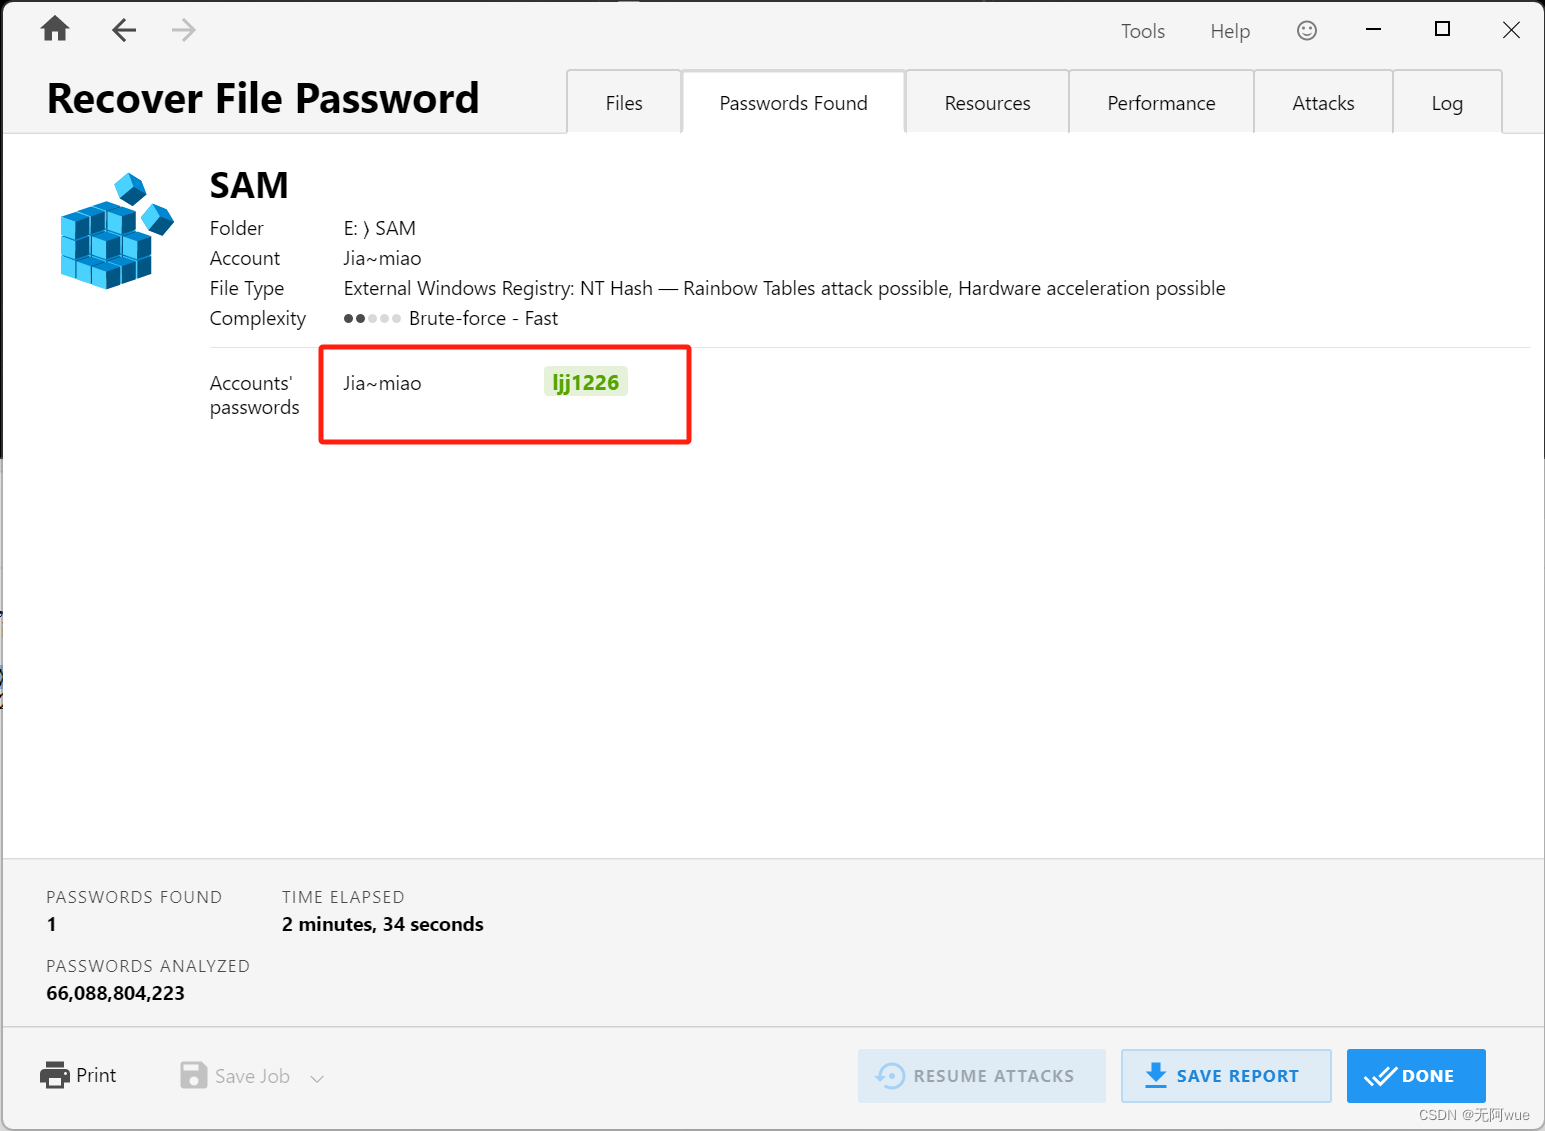 Tools Help
Recover File Password
Files Passwords Found Resources Performance Attacks Log
SAM
Folder E: ⟩ SAM
Account Jia~miao
File Type External Windows Registry: NT Hash — Rainbow Tables attack possible, Hardware acceleration possible
Complexity Brute-force - Fast
Accounts' passwords Jia~miao ljj1226
PASSWORDS FOUND TIME ELAPSED
1 2 minutes, 34 seconds
PASSWORDS ANALYZED
66,088,804,223
Print Save Job RESUME ATTACKS SAVE REPORT DONE
CSDN @无阿wue